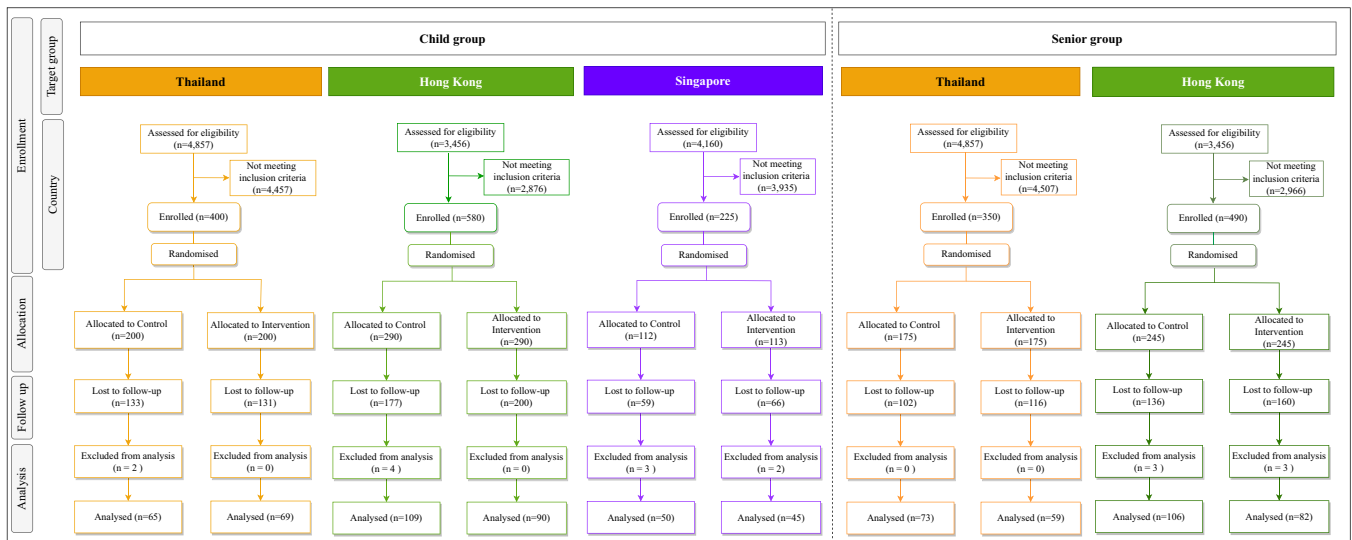 Target group
Child group
Senior group
Thailand
Hong Kong
Singapore
Thailand
Hong Kong
Enrollment
Country
Assessed for eligibility
(n=4,857)
Not meeting
inclusion criteria
(n=4,457)
Enrolled (n=400)
Randomised
Assessed for eligibility
(n=3,456)
Not meeting
inclusion criteria
(n=2,876)
Enrolled (n=580)
Randomised
Assessed for eligibility
(n=4,160)
Not meeting
inclusion criteria
(n=3,935)
Enrolled (n=225)
Randomised
Assessed for eligibility
(n=4,857)
Not meeting
inclusion criteria
(n=4,507)
Enrolled (n=350)
Randomised
Assessed for eligibility
(n=3,456)
Not meeting
inclusion criteria
(n=2,966)
Enrolled (n=490)
Randomised
Allocation
Allocated to Control
(n=200)
Allocated to Intervention
(n=200)
Allocated to Control
(n=290)
Allocated to
Intervention
(n=290)
Allocated to Control
(n=112)
Allocated to
Intervention
(n=113)
Allocated to Control
(n=175)
Allocated to
Intervention
(n=175)
Allocated to Control
(n=245)
Allocated to
Intervention
(n=245)
Follow up
Lost to follow-up
(n=133)
Lost to follow-up
(n=131)
Lost to follow-up
(n=177)
Lost to follow-up
(n=200)
Lost to follow-up
(n=59)
Lost to follow-up
(n=66)
Lost to follow-up
(n=102)
Lost to follow-up
(n=116)
Lost to follow-up
(n=136)
Lost to follow-up
(n=160)
Analysis
Excluded from analysis
(n = 2 )
Excluded from analysis
(n = 0)
Excluded from analysis
(n = 4 )
Excluded from analysis
(n = 0)
Excluded from analysis
(n = 3 )
Excluded from analysis
(n = 2)
Excluded from analysis
(n = 0 )
Excluded from analysis
(n = 0)
Excluded from analysis
(n = 3 )
Excluded from analysis
(n = 3 )
Analysed (n=65)
Analysed (n=69)
Analysed (n=109)
Analysed (n=90)
Analysed (n=50)
Analysed (n=45)
Analysed (n=73)
Analysed (n=59)
Analysed (n=106)
Analysed (n=82)